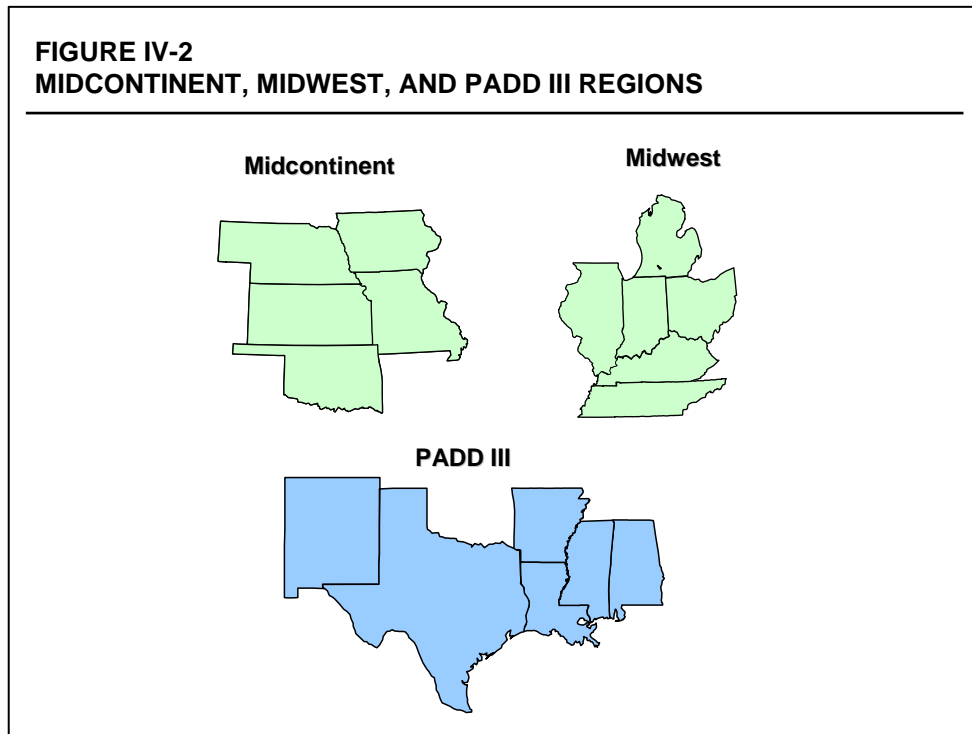 FIGURE IV-2
MIDCONTINENT, MIDWEST, AND PADD III REGIONS
Midcontinent
Midwest
PADD III